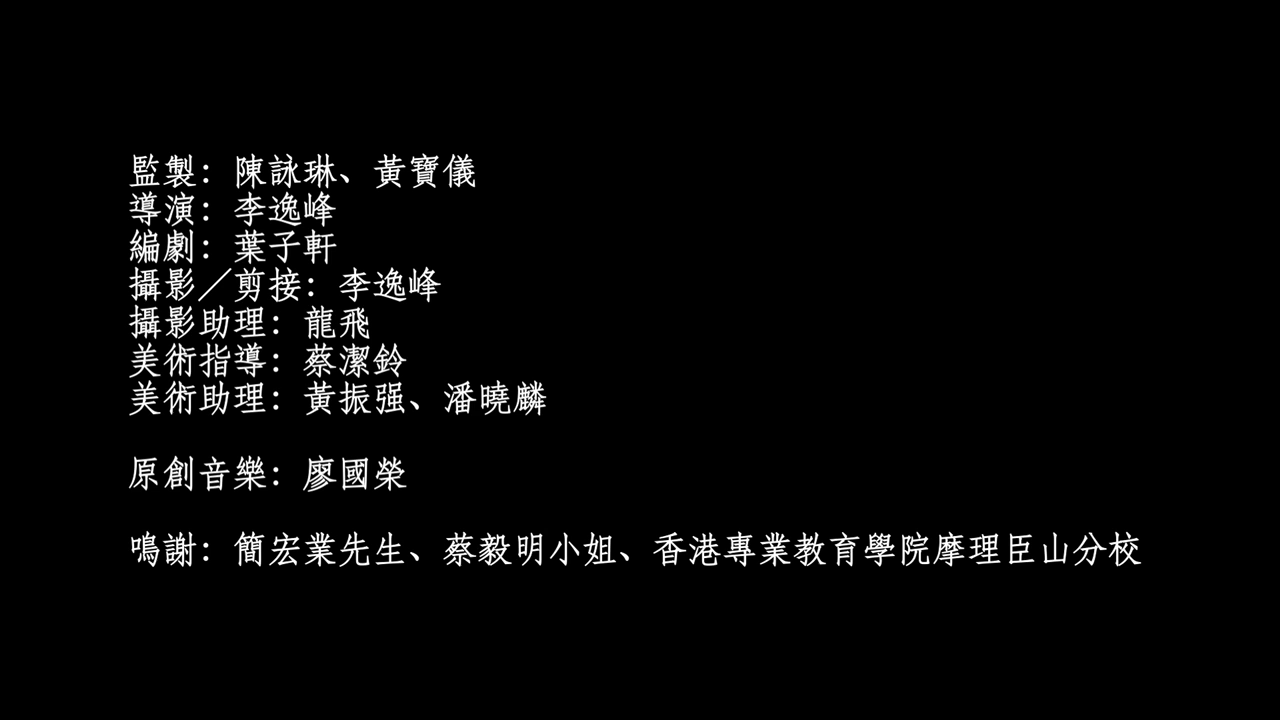 監製：陳詠琳、黃寶儀
導演：李逸峰
編劇：葉子軒
攝影／剪接：李逸峰
攝影助理：龍飛
美術指導：蔡潔鈴
美術助理：黃振强、潘曉麟
原創音樂：廖國榮
鳴謝：簡宏業先生、蔡毅明小姐、香港專業教育學院摩理臣山分校